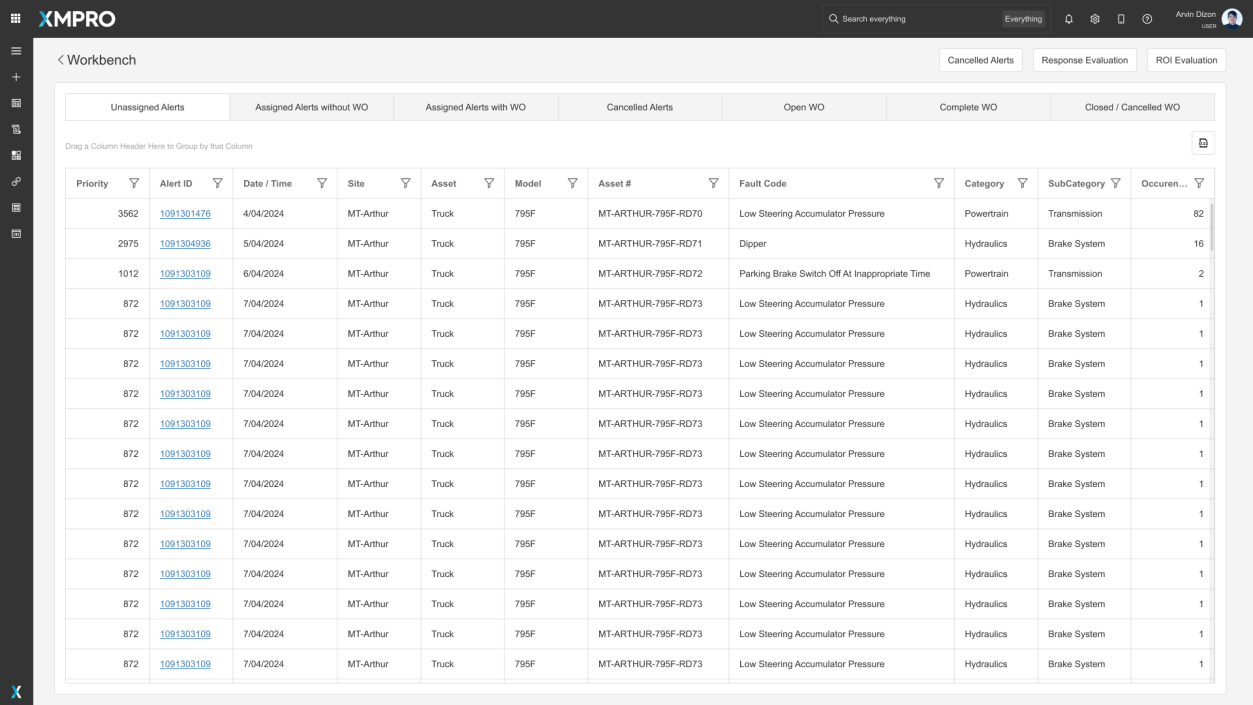 XMPRO
Search everything Everything
Arvin Dizon
USER
Workbench
Cancelled Alerts Response Evaluation ROI Evaluation
Unassigned Alerts Assigned Alerts without WO Assigned Alerts with WO Cancelled Alerts Open WO Complete WO Closed / Cancelled WO
Drag a Column Header Here to Group by that Column
Priority Alert ID Date / Time Site Asset Model Asset # Fault Code Category SubCategory Occuren...
3562 1091301476 4/04/2024 MT-Arthur Truck 795F MT-ARTHUR-795F-RD70 Low Steering Accumulator Pressure Powertrain Transmission 82
2975 1091304936 5/04/2024 MT-Arthur Truck 795F MT-ARTHUR-795F-RD71 Dipper Hydraulics Brake System 16
1012 1091303109 6/04/2024 MT-Arthur Truck 795F MT-ARTHUR-795F-RD72 Parking Brake Switch Off At Inappropriate Time Powertrain Transmission 2
872 1091303109 7/04/2024 MT-Arthur Truck 795F MT-ARTHUR-795F-RD73 Low Steering Accumulator Pressure Hydraulics Brake System 1
872 1091303109 7/04/2024 MT-Arthur Truck 795F MT-ARTHUR-795F-RD73 Low Steering Accumulator Pressure Hydraulics Brake System 1
872 1091303109 7/04/2024 MT-Arthur Truck 795F MT-ARTHUR-795F-RD73 Low Steering Accumulator Pressure Hydraulics Brake System 1
872 1091303109 7/04/2024 MT-Arthur Truck 795F MT-ARTHUR-795F-RD73 Low Steering Accumulator Pressure Hydraulics Brake System 1
872 1091303109 7/04/2024 MT-Arthur Truck 795F MT-ARTHUR-795F-RD73 Low Steering Accumulator Pressure Hydraulics Brake System 1
872 1091303109 7/04/2024 MT-Arthur Truck 795F MT-ARTHUR-795F-RD73 Low Steering Accumulator Pressure Hydraulics Brake System 1
872 1091303109 7/04/2024 MT-Arthur Truck 795F MT-ARTHUR-795F-RD73 Low Steering Accumulator Pressure Hydraulics Brake System 1
872 1091303109 7/04/2024 MT-Arthur Truck 795F MT-ARTHUR-795F-RD73 Low Steering Accumulator Pressure Hydraulics Brake System 1
872 1091303109 7/04/2024 MT-Arthur Truck 795F MT-ARTHUR-795F-RD73 Low Steering Accumulator Pressure Hydraulics Brake System 1
872 1091303109 7/04/2024 MT-Arthur Truck 795F MT-ARTHUR-795F-RD73 Low Steering Accumulator Pressure Hydraulics Brake System 1
872 1091303109 7/04/2024 MT-Arthur Truck 795F MT-ARTHUR-795F-RD73 Low Steering Accumulator Pressure Hydraulics Brake System 1
872 1091303109 7/04/2024 MT-Arthur Truck 795F MT-ARTHUR-795F-RD73 Low Steering Accumulator Pressure Hydraulics Brake System 1
872 1091303109 7/04/2024 MT-Arthur Truck 795F MT-ARTHUR-795F-RD73 Low Steering Accumulator Pressure Hydraulics Brake System 1